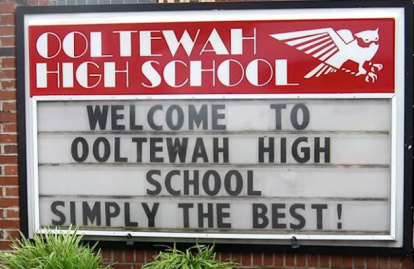 OOLTEWAH
HIGH SCHOOL
WELCOME TO
OOLTEWAH HIGH
SCHOOL
SIMPLY THE BEST!